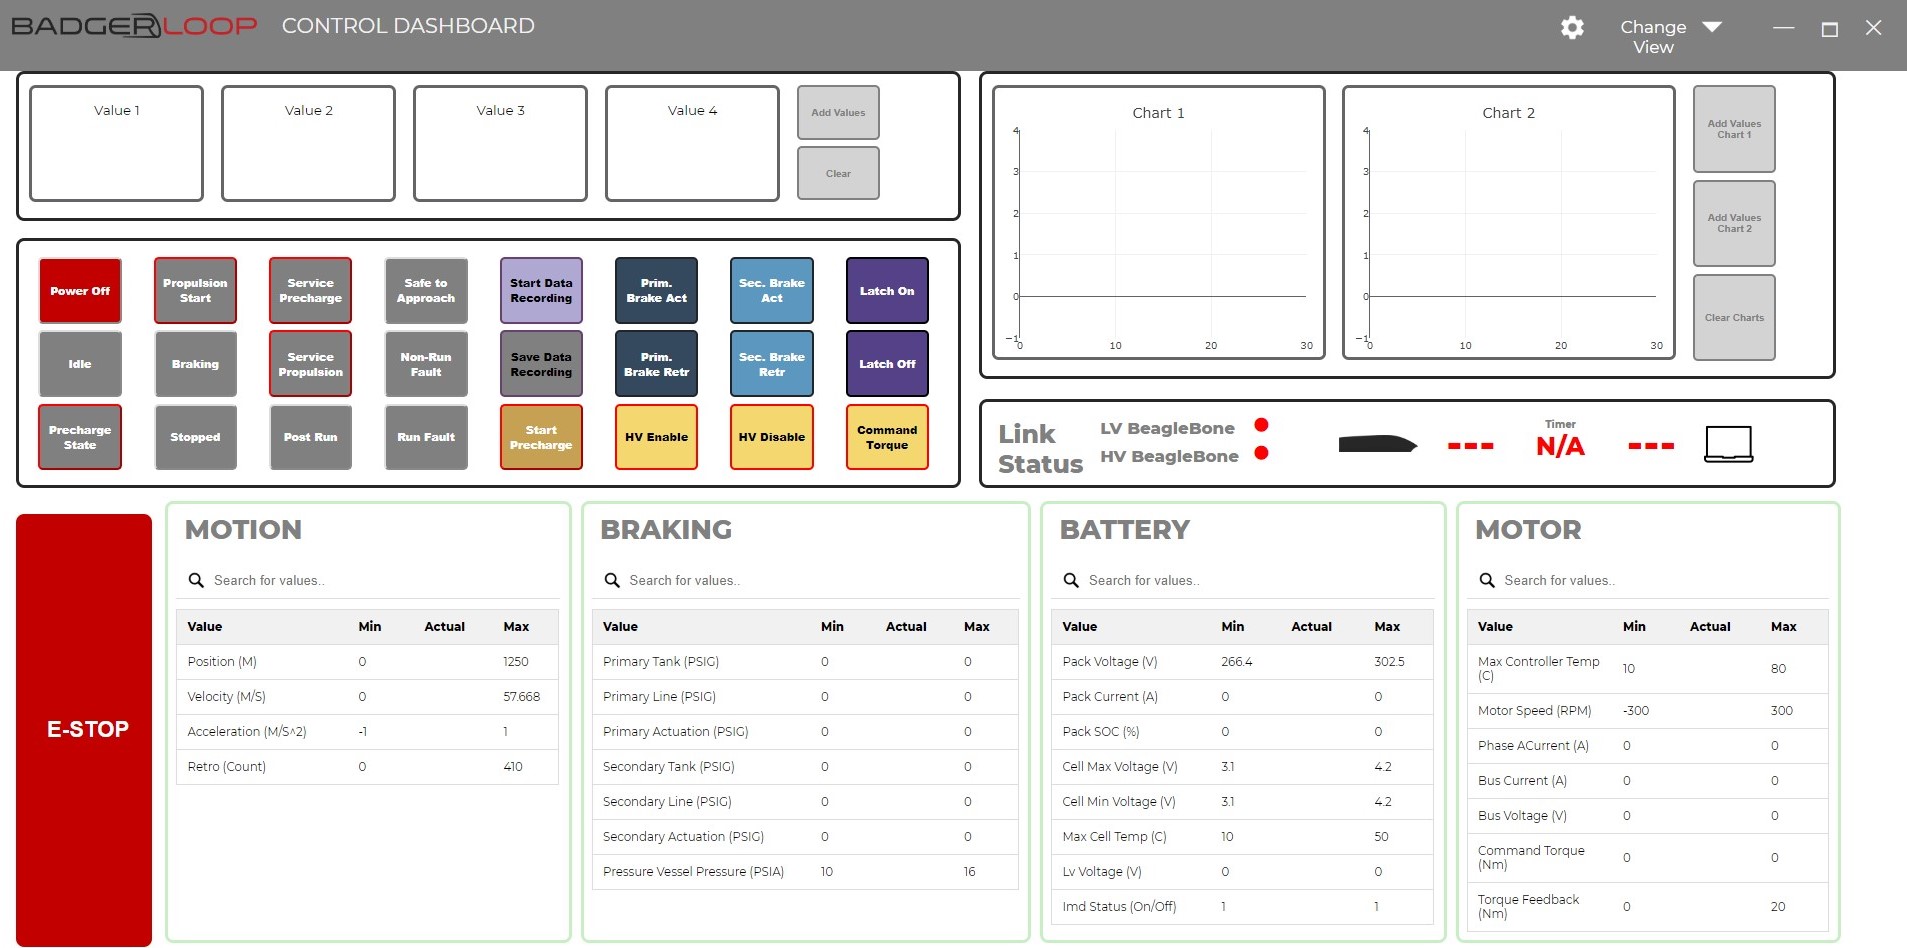 BADGERLOOP CONTROL DASHBOARD
Change
View
Value 1
Value 2
Value 3
Value 4
Add Values
Clear
Chart 1
4
3
2
1
0
−1
0
10
20
30
Chart 2
4
3
2
1
0
−1
0
10
20
30
Add Values
Chart 1
Add Values
Chart 2
Clear Charts
Power Off
Propulsion
Start
Service
Precharge
Safe to
Approach
Start Data
Recording
Prim.
Brake Act
Sec. Brake
Act
Latch On
Idle
Braking
Service
Propulsion
Non-Run
Fault
Save Data
Recording
Prim.
Brake Retr
Sec. Brake
Retr
Latch Off
Precharge
State
Stopped
Post Run
Run Fault
Start
Precharge
HV Enable
HV Disable
Command
Torque
Link
Status
LV BeagleBone
HV BeagleBone
---
Timer
N/A
---
E-STOP
MOTION
Search for values..
Value Min Actual Max
Position (M) 0 1250
Velocity (M/S) 0 57.668
Acceleration (M/S^2) -1 1
Retro (Count) 0 410
BRAKING
Search for values..
Value Min Actual Max
Primary Tank (PSIG) 0 0
Primary Line (PSIG) 0 0
Primary Actuation (PSIG) 0 0
Secondary Tank (PSIG) 0 0
Secondary Line (PSIG) 0 0
Secondary Actuation (PSIG) 0 0
Pressure Vessel Pressure (PSIA) 10 16
BATTERY
Search for values..
Value Min Actual Max
Pack Voltage (V) 266.4 302.5
Pack Current (A) 0 0
Pack SOC (%) 0 0
Cell Max Voltage (V) 3.1 4.2
Cell Min Voltage (V) 3.1 4.2
Max Cell Temp (C) 10 50
Lv Voltage (V) 0 0
Imd Status (On/Off) 1 1
MOTOR
Search for values..
Value Min Actual Max
Max Controller Temp
(C) 10 80
Motor Speed (RPM) -300 300
Phase ACurrent (A) 0 0
Bus Current (A) 0 0
Bus Voltage (V) 0 0
Command Torque
(Nm) 0 0
Torque Feedback
(Nm) 0 20